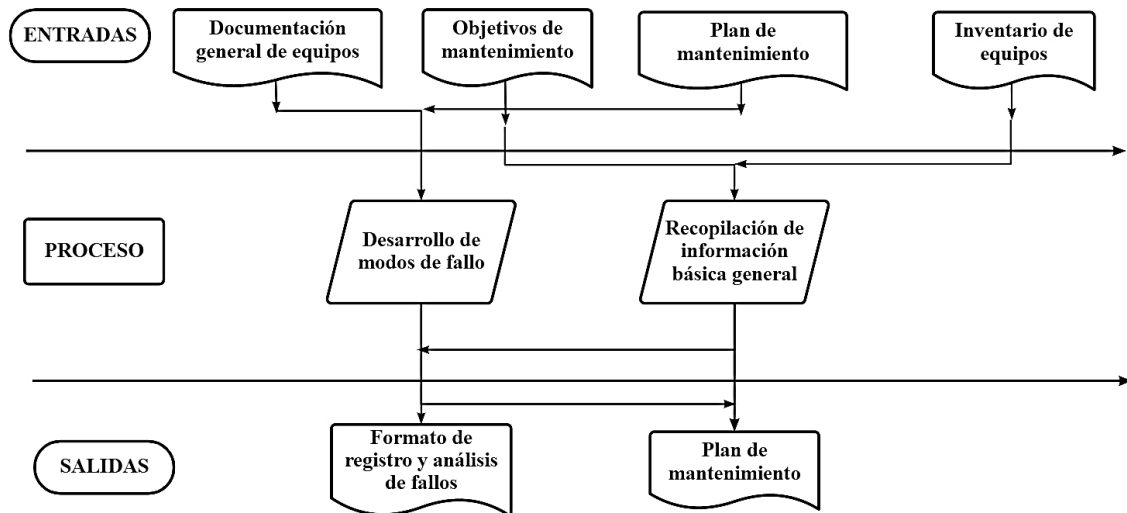 ENTRADAS
Documentación
general de equipos
Objetivos de
mantenimiento
Plan de
mantenimiento
Inventario de
equipos
PROCESO
Desarrollo de
modos de fallo
Recopilación de
información
básica general
SALIDAS
Formato de
registro y análisis
de fallos
Plan de
mantenimiento